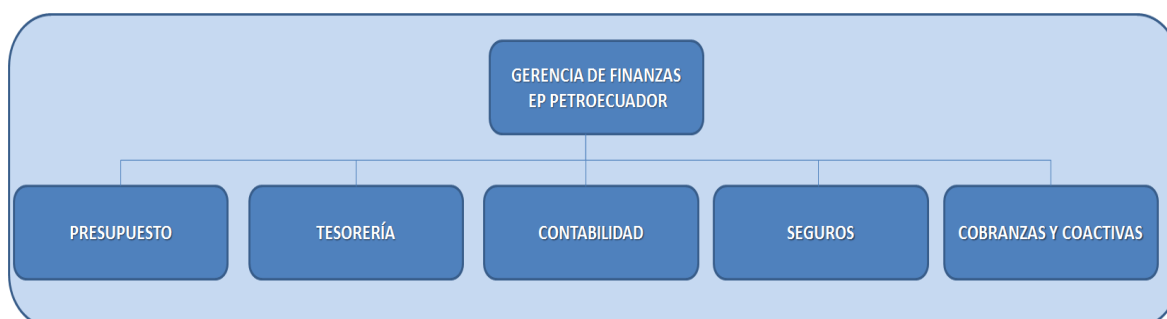 GERENCIA DE FINANZAS
EP PETROECUADOR
PRESUPUESTO
TESORERÍA
CONTABILIDAD
SEGUROS
COBRANZAS Y COACTIVAS